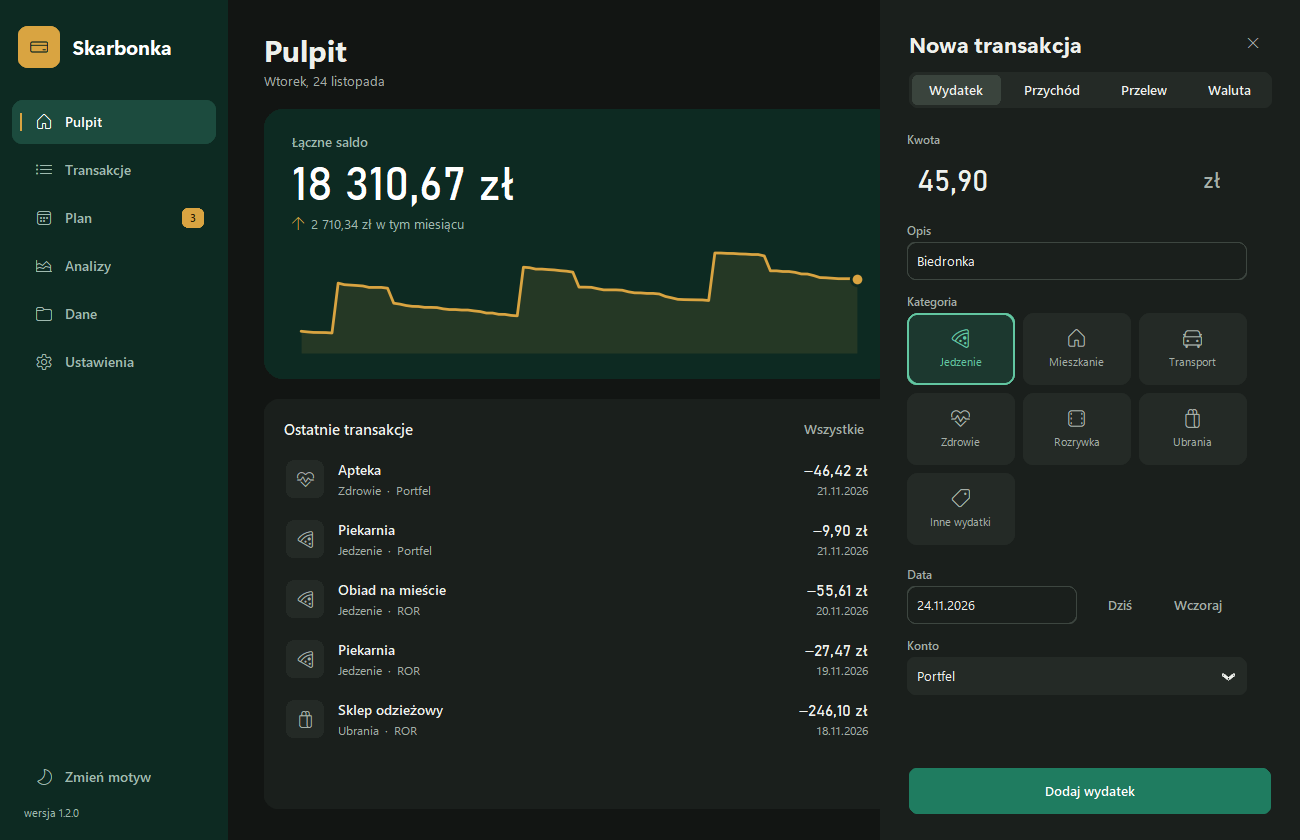 Skarbonka
Pulpit
Transakcje
Plan
3
Analizy
Dane
Ustawienia
Zmień motyw
wersja 1.2.0
Pulpit
Wtorek, 24 listopada
Łączne saldo
18 310,67 zł
2 710,34 zł w tym miesiącu
Ostatnie transakcje
Wszystkie
Apteka
−46,42 zł
Zdrowie · Portfel
21.11.2026
Piekarnia
−9,90 zł
Jedzenie · Portfel
21.11.2026
Obiad na mieście
−55,61 zł
Jedzenie · ROR
20.11.2026
Piekarnia
−27,47 zł
Jedzenie · ROR
19.11.2026
Sklep odzieżowy
−246,10 zł
Ubrania · ROR
18.11.2026
Nowa transakcja
Wydatek
Przychód
Przelew
Waluta
Kwota
45,90
zł
Opis
Biedronka
Kategoria
Jedzenie
Mieszkanie
Transport
Zdrowie
Rozrywka
Ubrania
Inne wydatki
Data
24.11.2026
Dziś
Wczoraj
Konto
Portfel
Dodaj wydatek